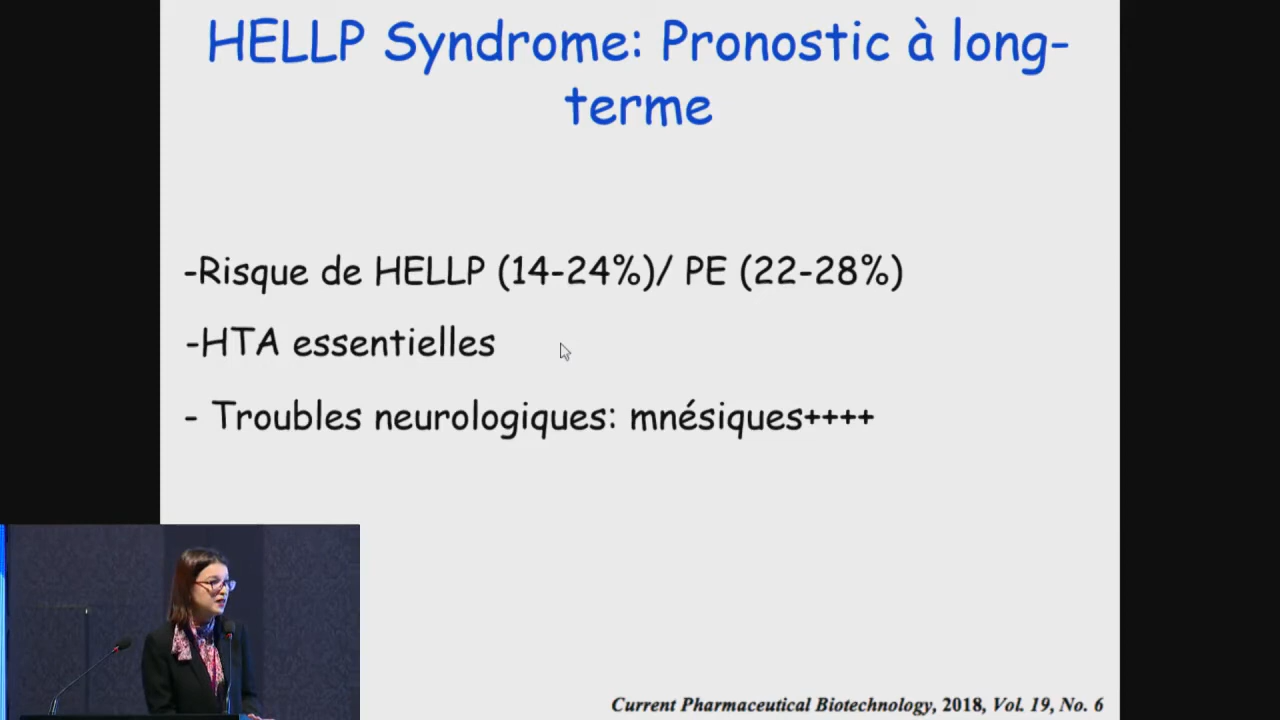 HELLP Syndrome: Pronostic à long-
terme
-Risque de HELLP (14-24%)/ PE (22-28%)
-HTA essentielles
- Troubles neurologiques: mnésiques++++
Current Pharmaceutical Biotechnology, 2018, Vol. 19, No. 6